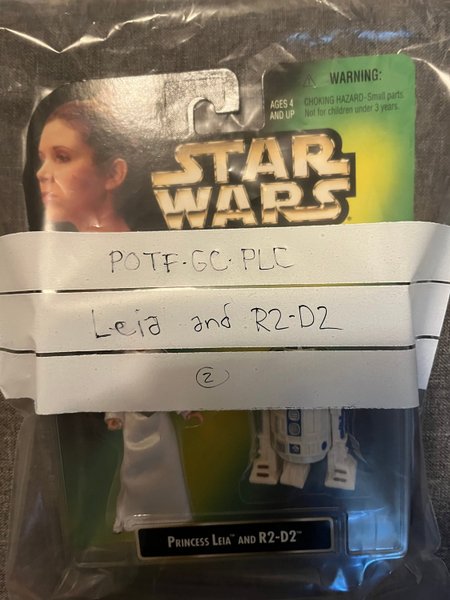 WARNING:
AGES 4
AND UP
CHOKING HAZARD-Small parts
Not for children under 3 years.
STAR
WARS
POTF-GC-PLC
Leia and R2-D2
2
PRINCESS LEIA™ AND R2-D2™